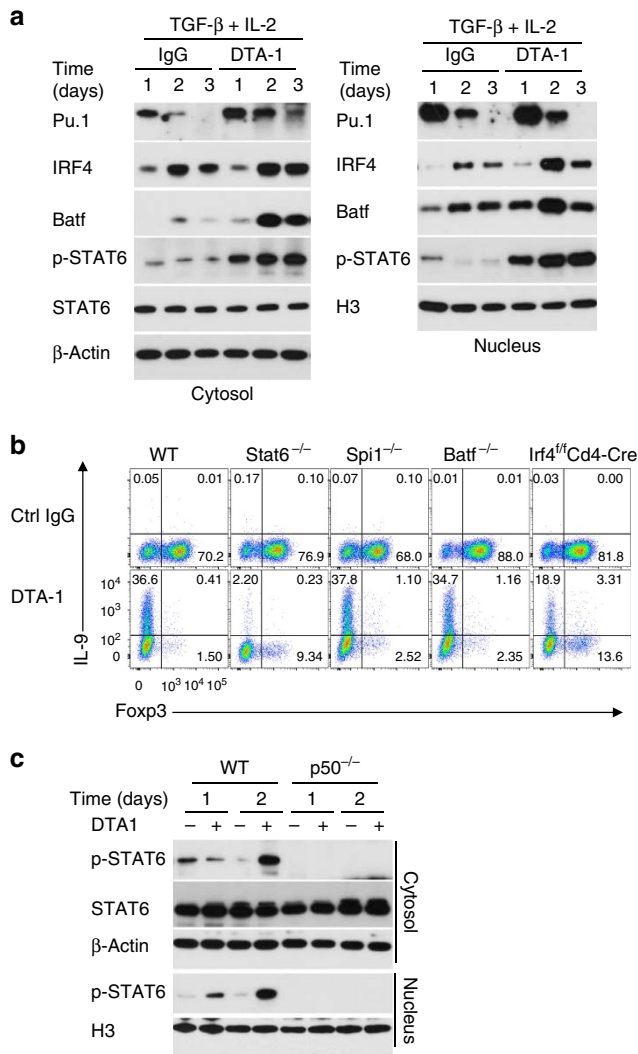 a
TGF-β + IL-2
IgG DTA-1
Time (days) 1 2 3 1 2 3
Pu.1
IRF4
Batf
p-STAT6
STAT6
β-Actin
Cytosol
TGF-β + IL-2
IgG DTA-1
Time (days) 1 2 3 1 2 3
Pu.1
IRF4
Batf
p-STAT6
H3
Nucleus
b
WT Stat6−/− Spi1−/− Batf−/− Irf4f/fCd4-Cre
Ctrl IgG
0.05 0.01 0.17 0.10 0.07 0.10 0.01 0.01 0.03 0.00
70.2 76.9 68.0 88.0 81.8
DTA-1
36.6 0.41 2.20 0.23 37.8 1.10 34.7 1.16 18.9 3.31
1.50 9.34 2.52 2.35 13.6
10⁴
10³
10²
0
IL-9
0 10³ 10⁴ 10⁵
Foxp3
c
WT p50−/−
Time (days) 1 2 1 2
DTA1 − + − + − + − +
p-STAT6
STAT6
β-Actin
Cytosol
p-STAT6
H3
Nucleus